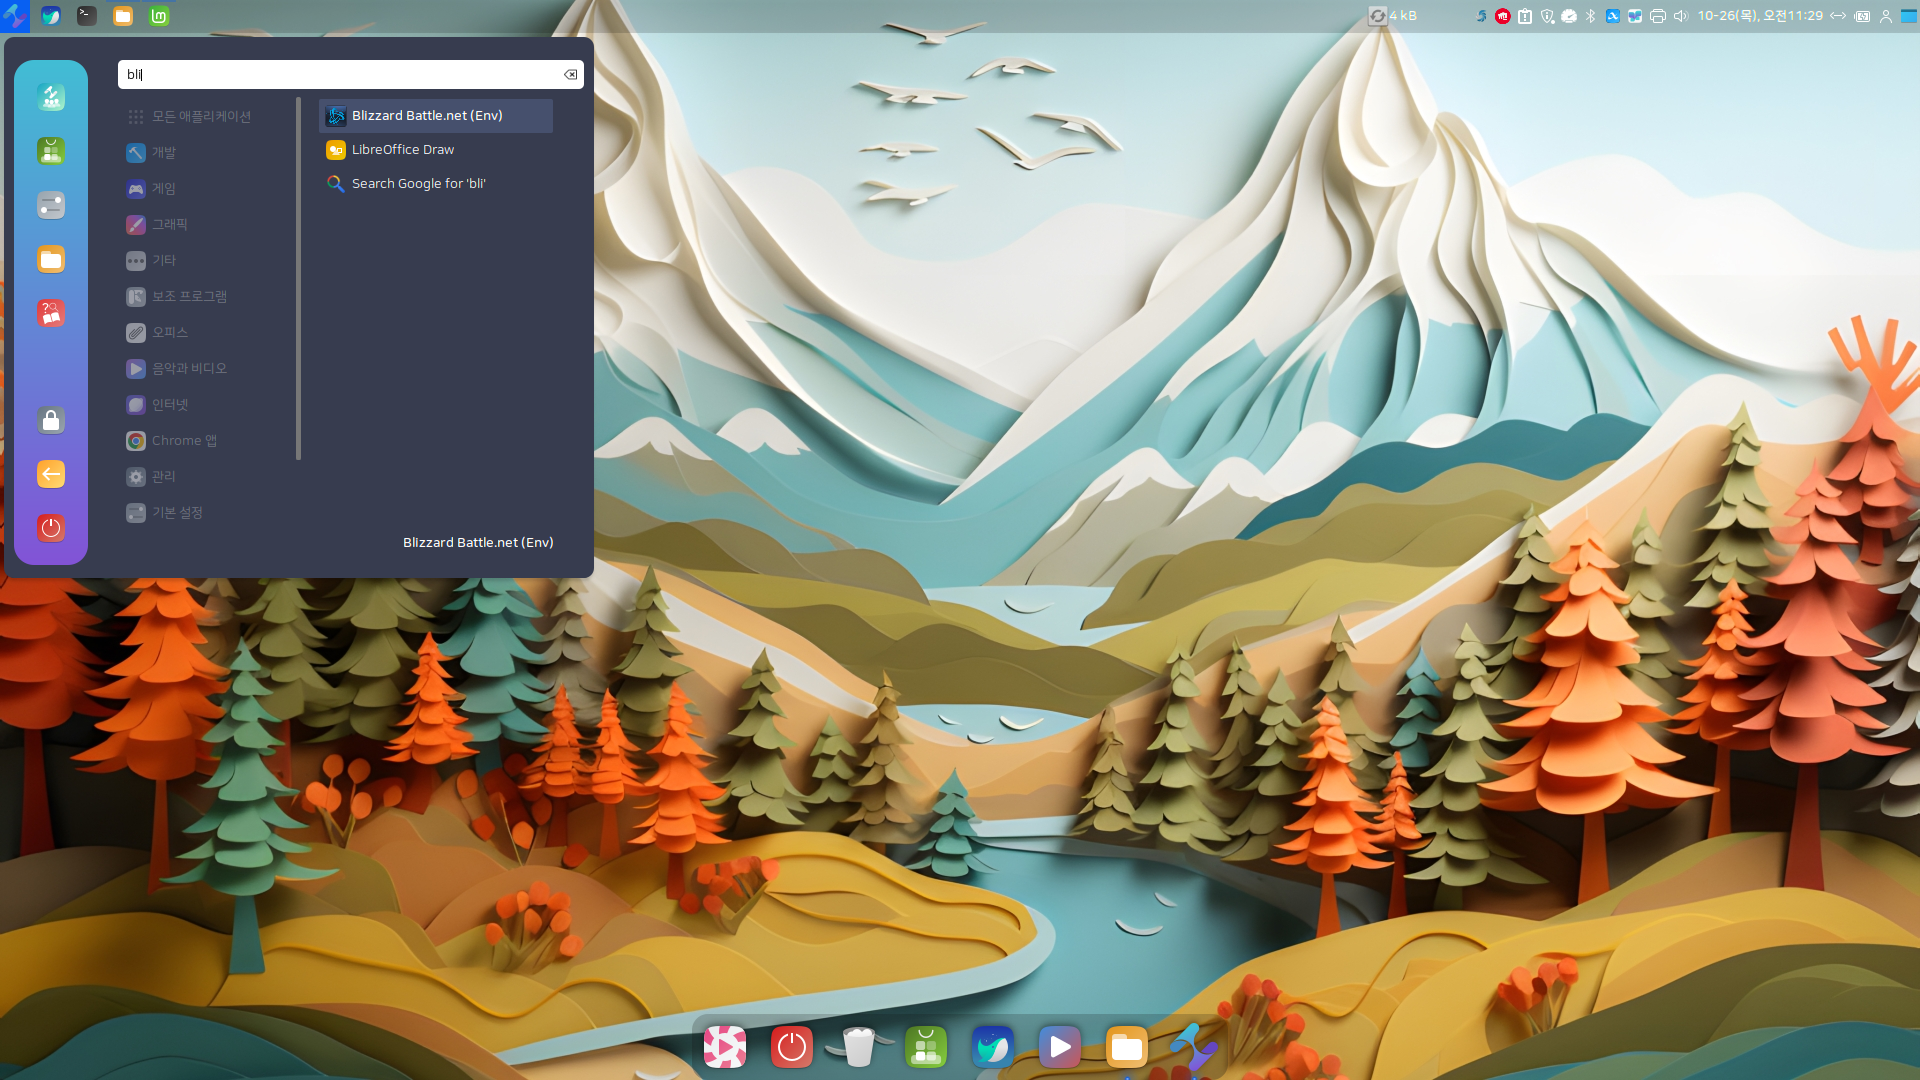 4 kB
10-26(목), 오전11:29
bli
모든 애플리케이션
개발
게임
그래픽
기타
보조 프로그램
오피스
음악과 비디오
인터넷
Chrome 앱
관리
기본 설정
Blizzard Battle.net (Env)
LibreOffice Draw
Search Google for 'bli'
Blizzard Battle.net (Env)